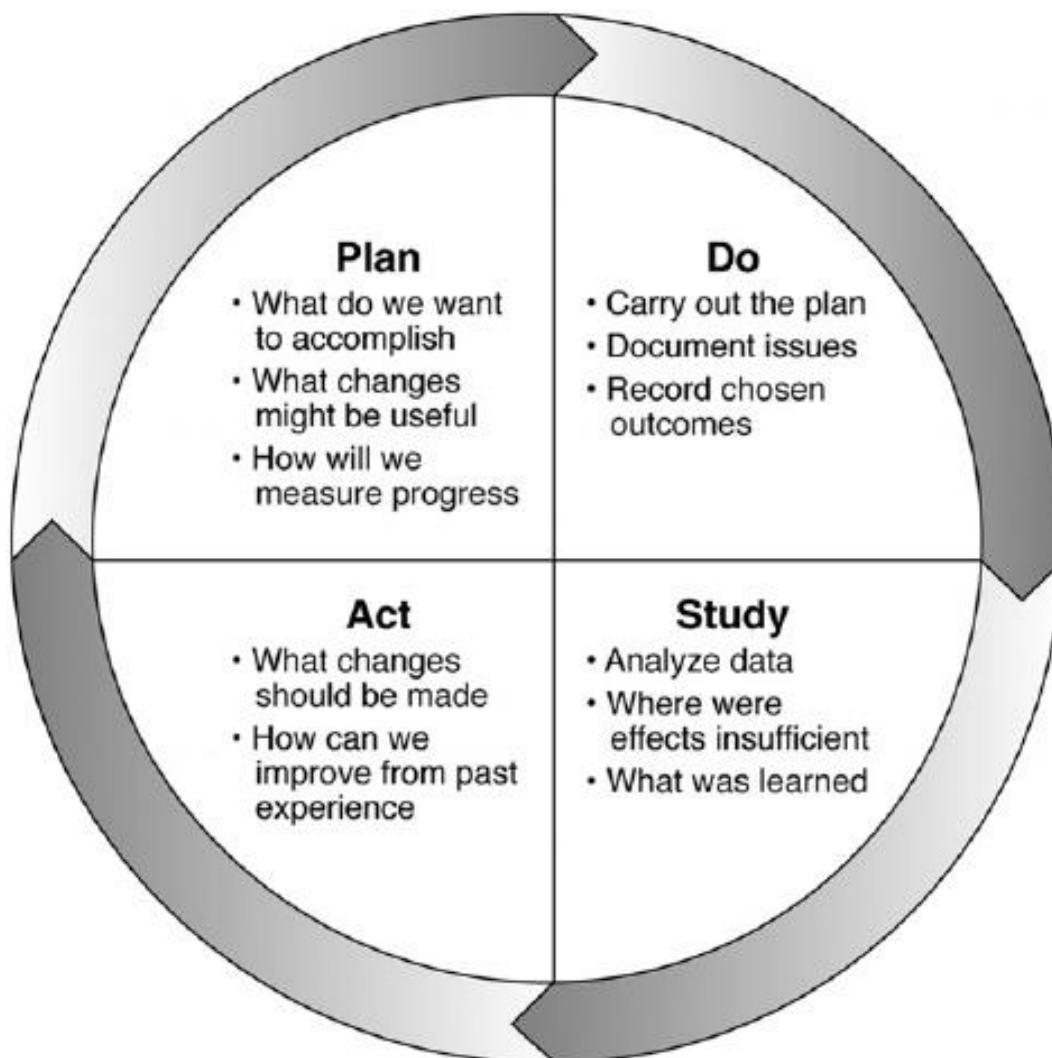 Plan
• What do we want
to accomplish
• What changes
might be useful
• How will we
measure progress
Do
• Carry out the plan
• Document issues
• Record chosen
outcomes
Act
• What changes
should be made
• How can we
improve from past
experience
Study
• Analyze data
• Where were
effects insufficient
• What was learned